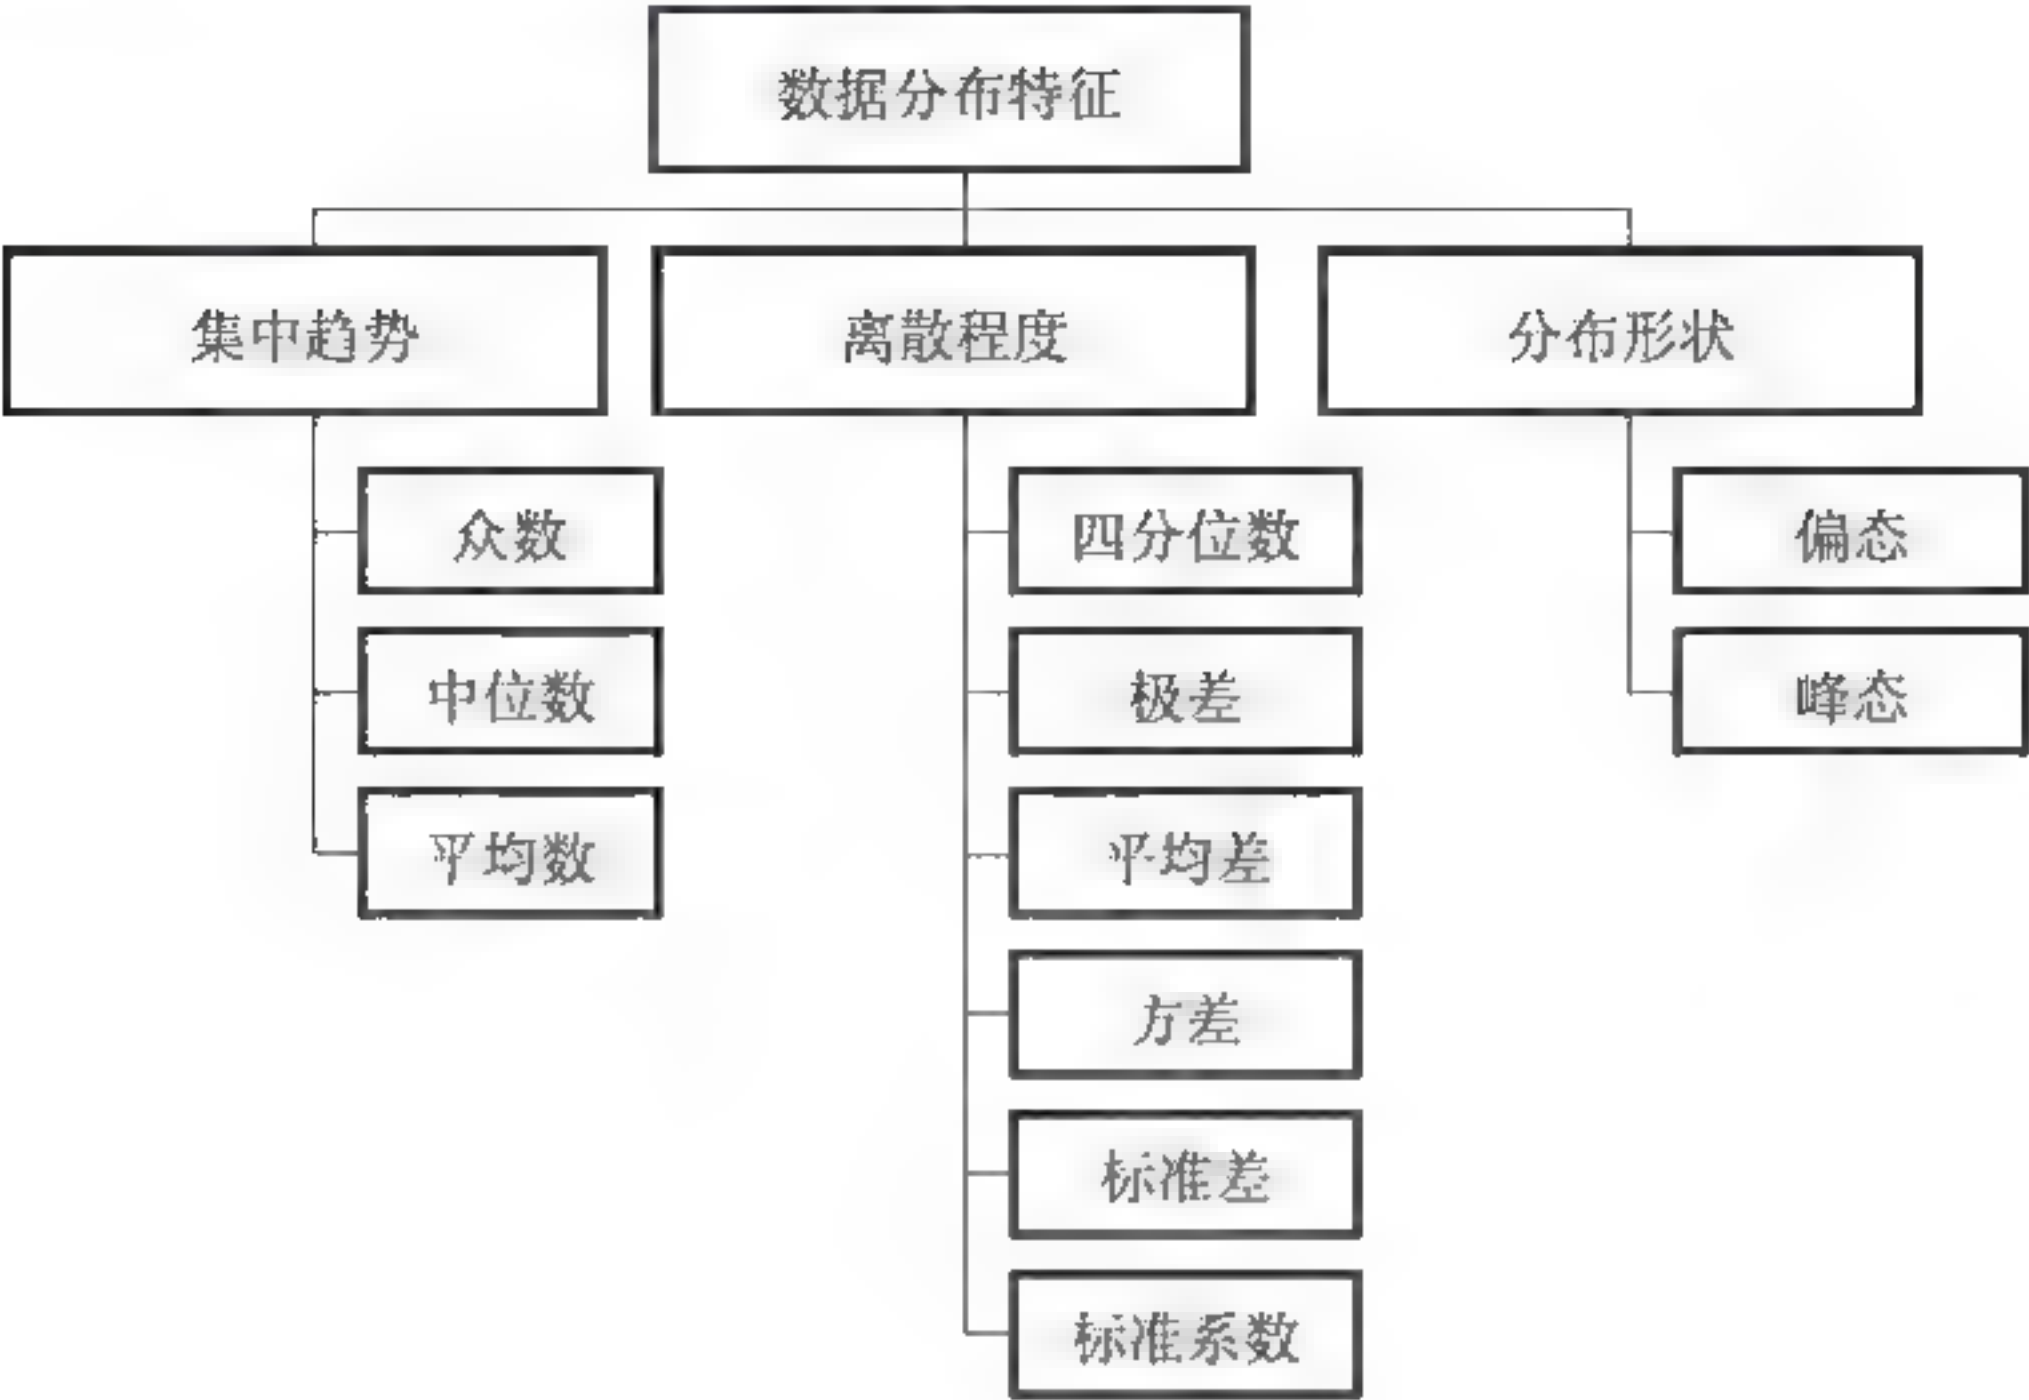 数据分布特征
集中趋势
离散程度
分布形状
众数
中位数
平均数
四分位数
极差
平均差
方差
标准差
标准系数
偏态
峰态